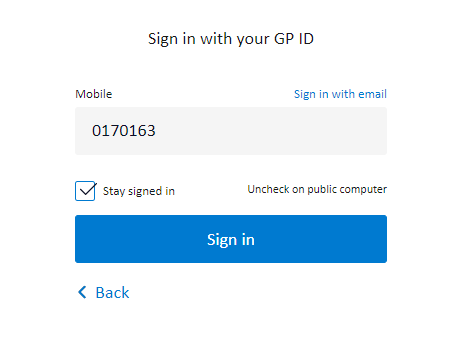 Sign in with your GP ID
Mobile Sign in with email
0170163
Stay signed in Uncheck on public computer
Sign in
Back